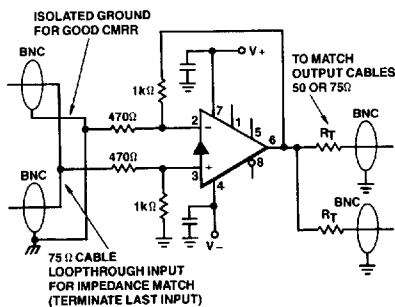 ISOLATED GROUND
FOR GOOD CMRR
BNC
V+
TO MATCH
OUTPUT CABLES
50 OR 75Ω
1kΩ
7
1
5
BNC
470Ω
2
−
6
RT
470Ω
+
8
3
4
BNC
BNC
1kΩ
RT
V−
75 Ω CABLE
LOOPTHROUGH INPUT
FOR IMPEDANCE MATCH
(TERMINATE LAST INPUT)